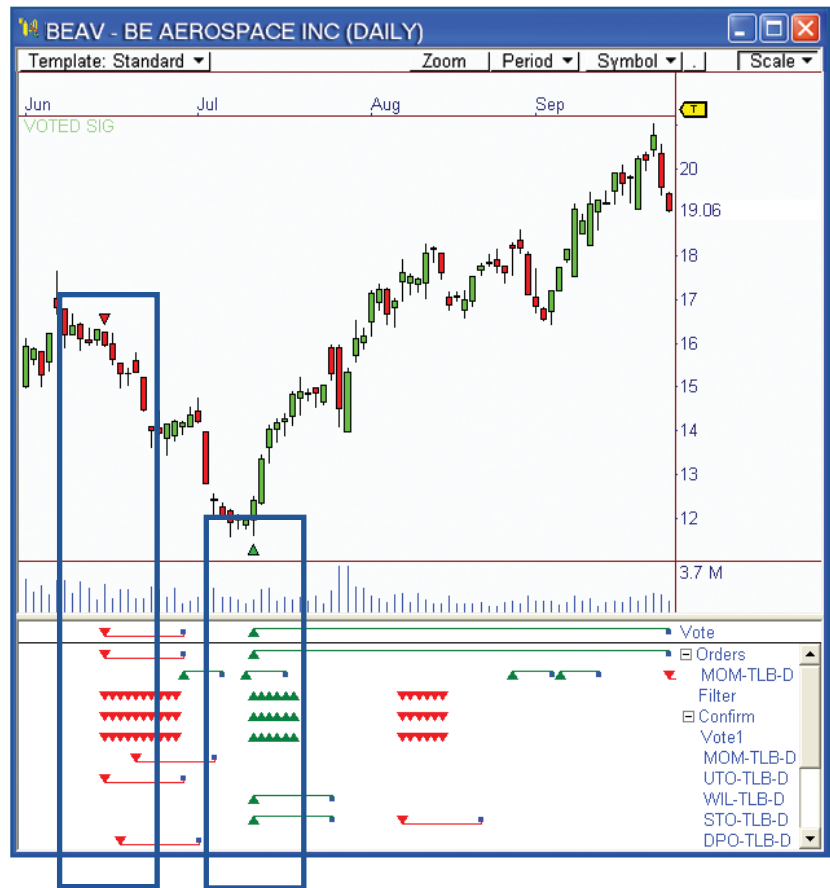 BEAV - BE AEROSPACE INC (DAILY)
Template: Standard Zoom Period Symbol . Scale
Jun Jul Aug Sep T
VOTED SIG
20
19.06
18
17
16
15
14
13
12
3.7 M
Vote
Orders
MOM-TLB-D
Filter
Confirm
Vote1
MOM-TLB-D
UTO-TLB-D
WIL-TLB-D
STO-TLB-D
DPO-TLB-D